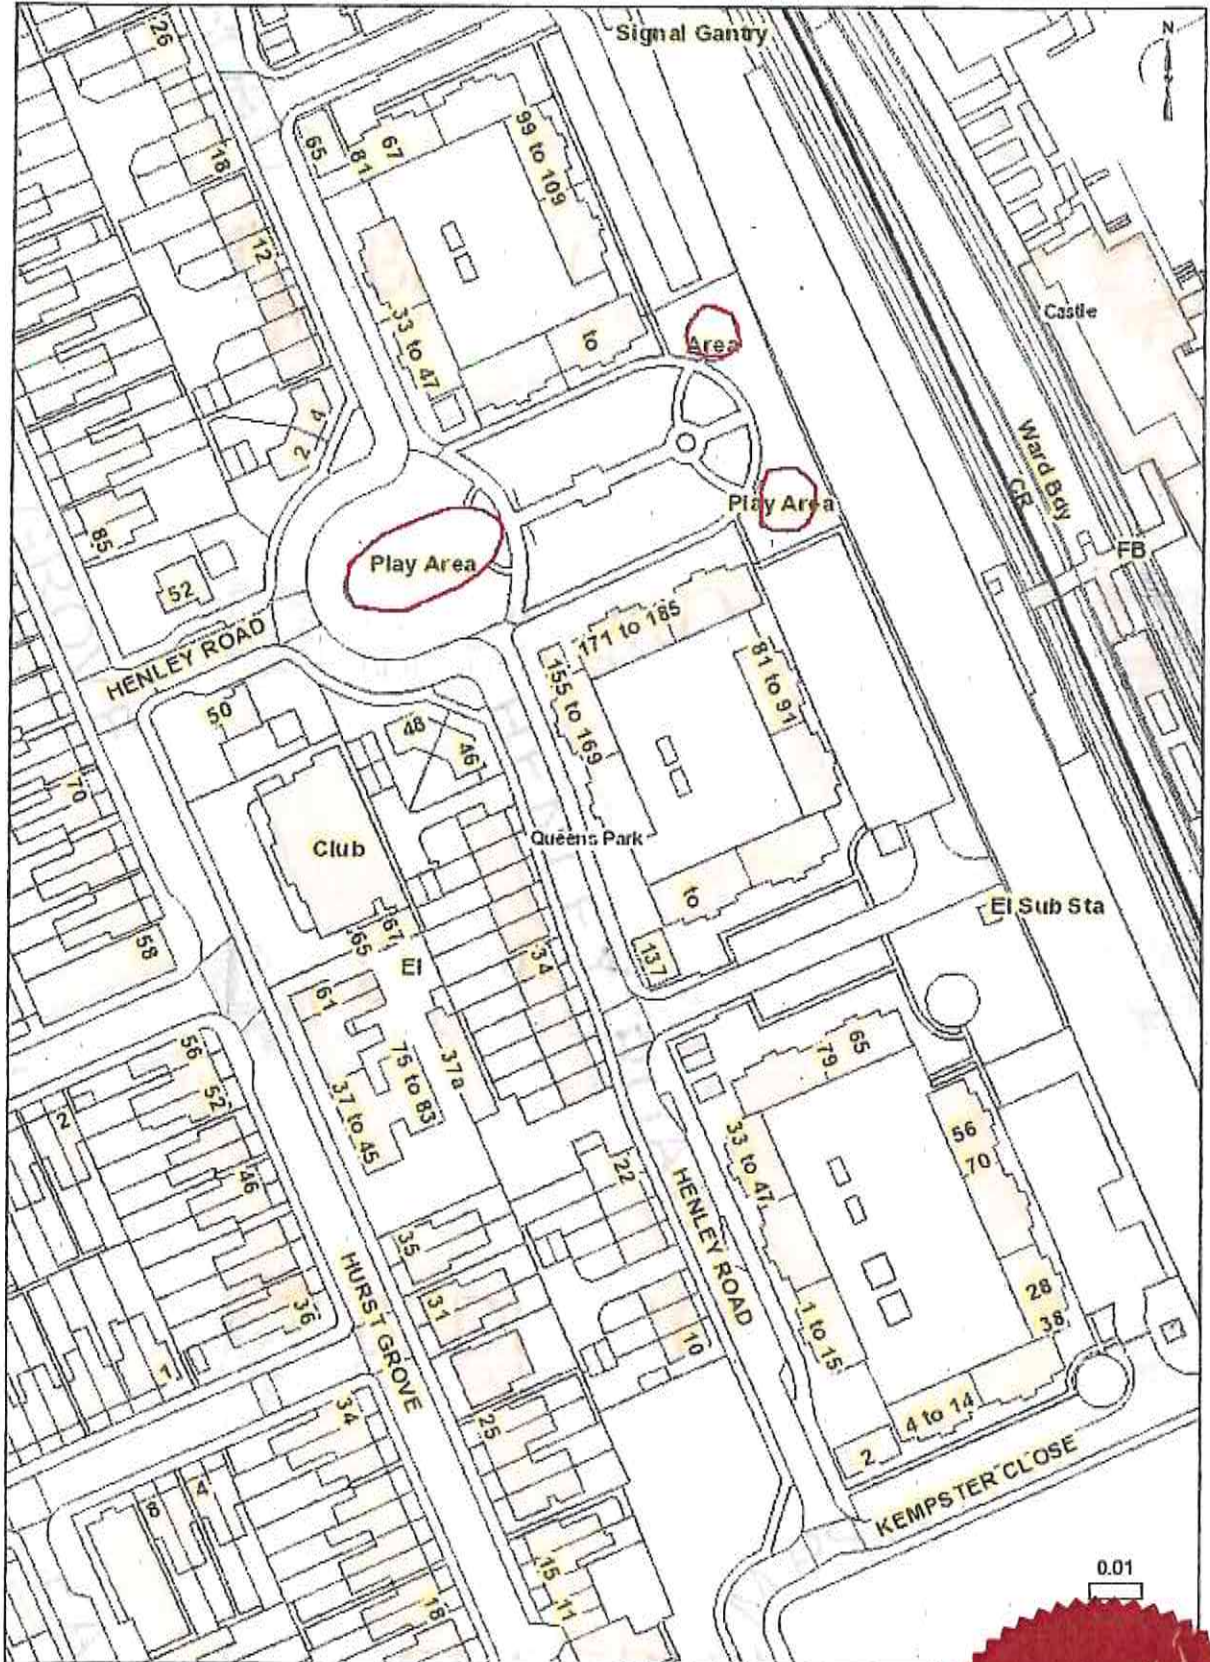 Signal Gantry
N
26
18
12
65
81
67
99 to 109
33 to 47
to
Area
Castle
4
2
Play Area
Play Area
85
52
HENLEY ROAD
Ward Bdy
CR
FB
171 to 185
155 to 169
81 to 91
50
48
46
70
Club
Queens Park
to
El Sub Sta
58
67
65
El
34
137
61
56
52
2
37a
75 to 83
37 to 45
65
79
33 to 47
56
70
46
22
HENLEY ROAD
35
31
36
HURST GROVE
1
10
28
38
1 to 15
34
25
4 to 14
2
KEMPSTER CLOSE
8
4
15
11
18
0.01